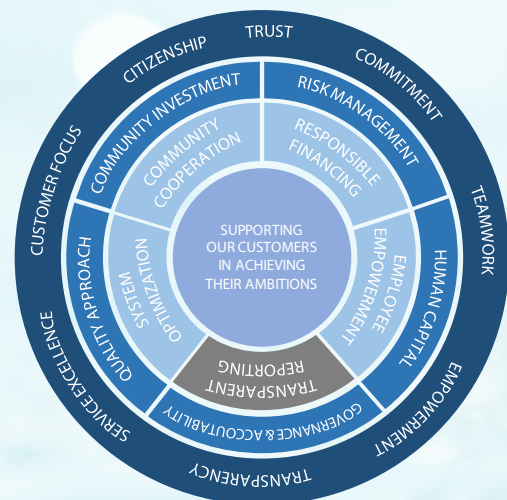 TRUST
COMMITMENT
TEAMWORK
EMPOWERMENT
TRANSPARENCY
SERVICE EXCELLENCE
CUSTOMER FOCUS
CITIZENSHIP
RISK MANAGEMENT
HUMAN CAPITAL
GOVERNANCE & ACCOUTABILITY
QUALITY APPROACH
COMMUNITY INVESTMENT
RESPONSIBLE
FINANCING
EMPLOYEE
EMPOWERMENT
TRANSPARENT
REPORTING
SYSTEM
OPTIMIZATION
COMMUNITY
COOPERATION
SUPPORTING
OUR CUSTOMERS
IN ACHIEVING
THEIR AMBITIONS